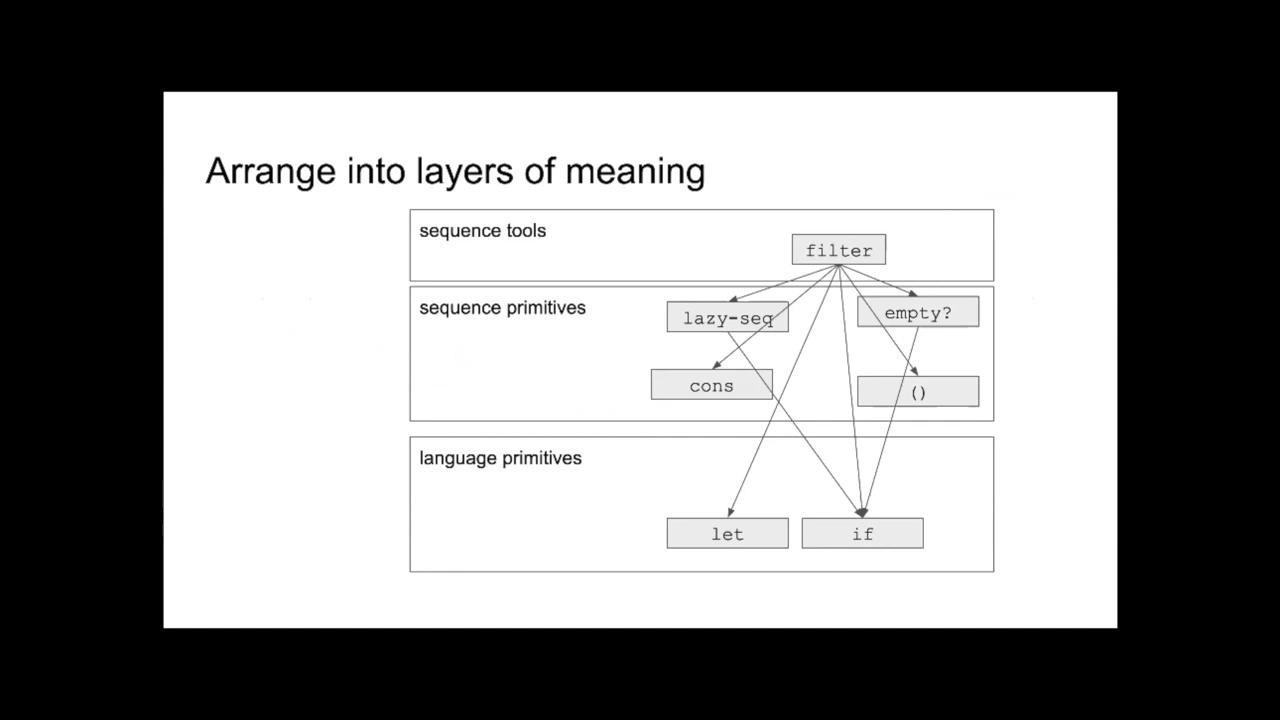 Arrange into layers of meaning
sequence tools
filter
sequence primitives
lazy-seq
empty?
cons
()
language primitives
let
if